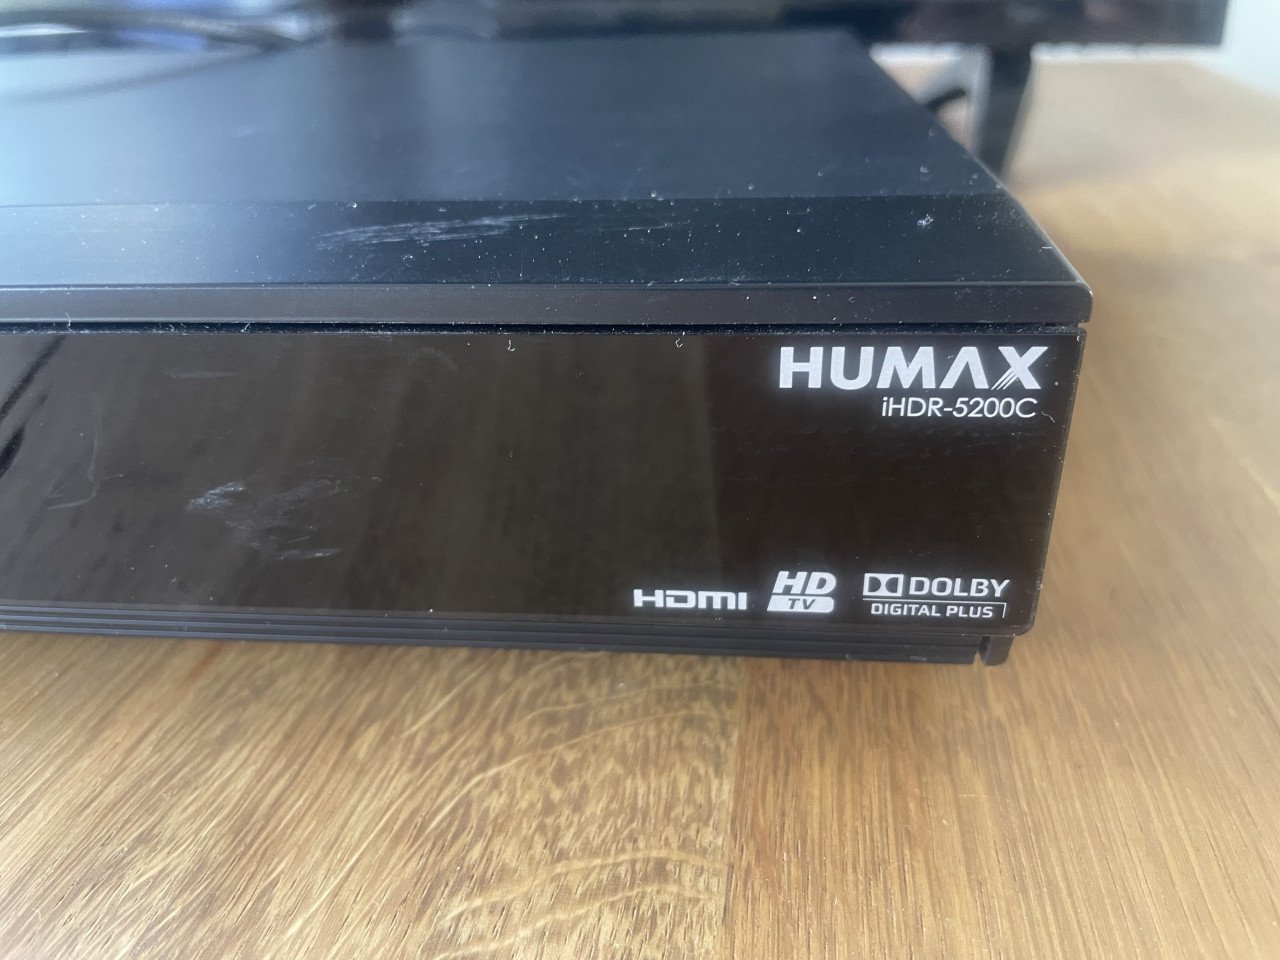 HUMAX
iHDR-5200C
HDMI
HD
TV
DOLBY
DIGITAL PLUS